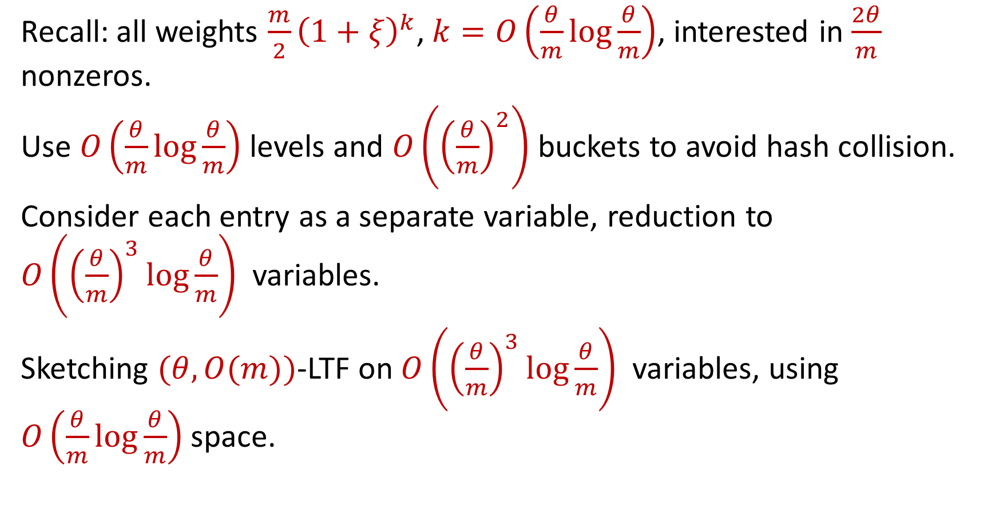 Recall: all weights $\frac{m}{2}(1+\xi)^k$, $k = O\left(\frac{\theta}{m}\log\frac{\theta}{m}\right)$, interested in $\frac{2\theta}{m}$
nonzeros.
Use $O\left(\frac{\theta}{m}\log\frac{\theta}{m}\right)$ levels and $O\left(\left(\frac{\theta}{m}\right)^2\right)$ buckets to avoid hash collision.
Consider each entry as a separate variable, reduction to
$O\left(\left(\frac{\theta}{m}\right)^3\log\frac{\theta}{m}\right)$ variables.
Sketching $(\theta, O(m))$-LTF on $O\left(\left(\frac{\theta}{m}\right)^3\log\frac{\theta}{m}\right)$ variables, using
$O\left(\frac{\theta}{m}\log\frac{\theta}{m}\right)$ space.